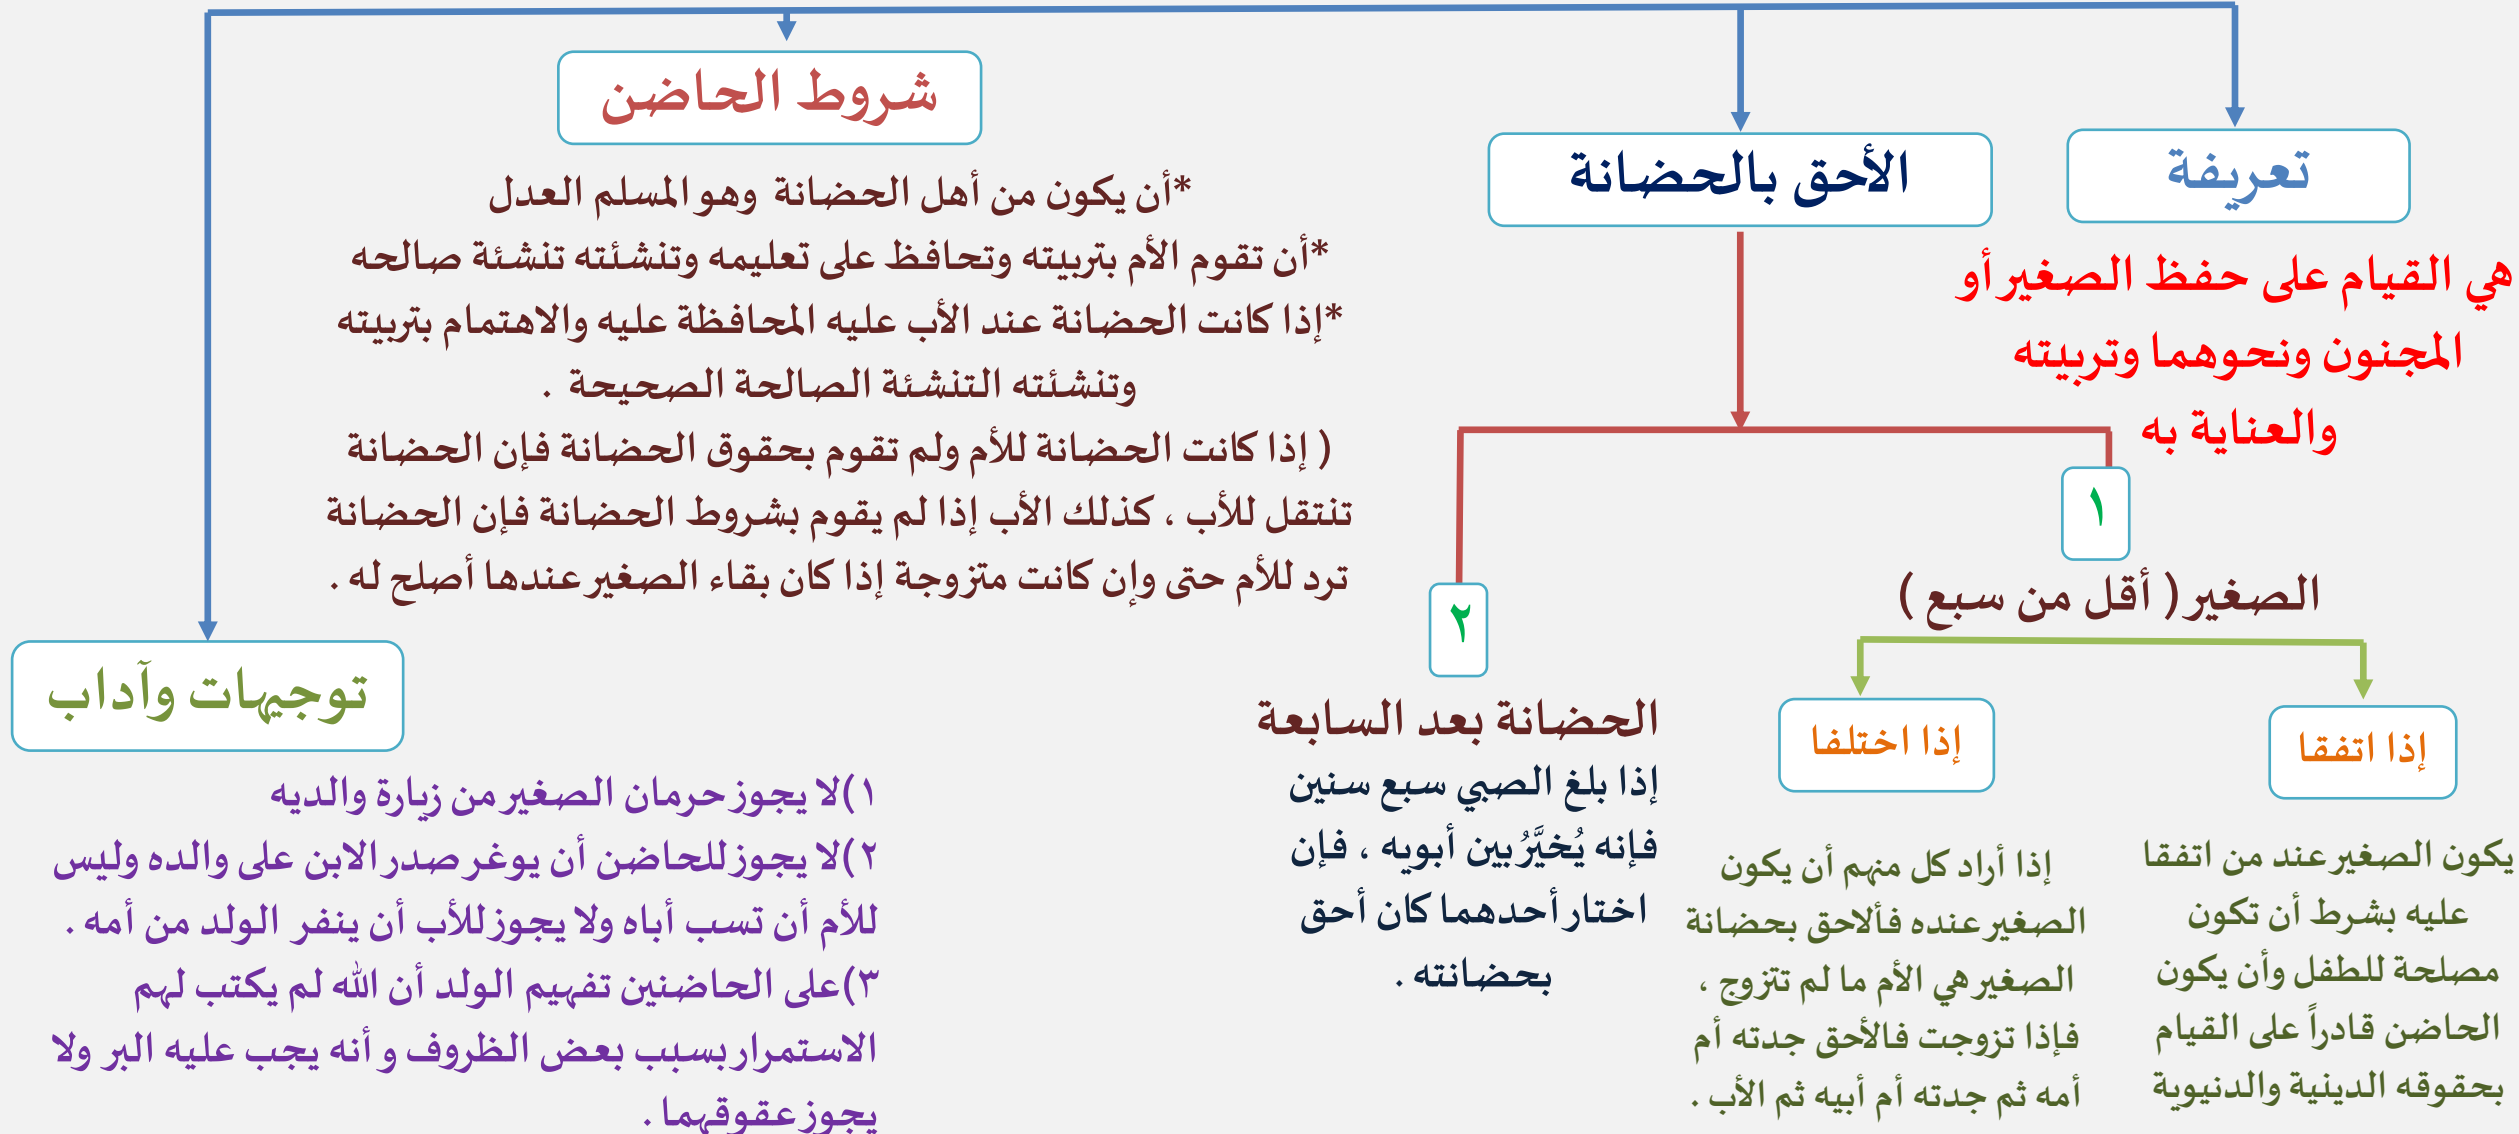 تعريفة
هي القيام على حفظ الصغير أو
المجنون ونحوهما وتربيته
والعناية به
الأحق بالحضانة
١
الصغير ( أقل من سبع )
إذا اتفقا
يكون الصغير عند من اتفقا
عليه بشرط أن تكون
مصلحة للطفل وأن يكون
الحاضن قادراً على القيام
بحقوقه الدينية والدنيوية
إذا اختلفا
إذا أراد كل منهم أن يكون
الصغير عنده فألاحق بحضانة
الصغير هي الأم ما لم تتزوج ،
فإذا تزوجت فالأحق جدته أم
أمه ثم جدته أم أبيه ثم الأب .
٢
الحضانة بعد السابعة
إذا بلغ الصبي سبع سنين
فإنه يُخيَّرُ بين أبويه ، فإن
اختار أحدهما كان أحق
بحضانته .
شروط الحاضن
*أن يكون من أهل الحضانة وهو المسلم العدل
*أن تقوم الأم بتربيته وتحافظ على تعليمه وتنشئته تنشئة صالحه
*إذا كانت الحضانة عند الأب عليه المحافظة عليه والاهتمام بتربيته
وتنشئته التنشئة الصالحة الصحيحة .
( إذا كانت الحضانة للأم ولم تقوم بحقوق الحضانة فإن الحضانة
تنتقل للأب ، كذلك الأب إذا لم يقوم بشروط الحضانة فإن الحضانة
ترد للأم حتى وإن كانت متزوجة إذا كان بقاء الصغير عندها أصلح له .
توجيهات وآداب
١)لا يجوز حرمان الصغير من زيارة والديه
٢)لا يجوز للحاضن أن يوغر صدر الابن على والده وليس
للأم أن تسب أباه ولا يجوز للأب أن ينفر الولد من أمه .
٣)على الحاضنين تفهيم الولد أن الله لم يكتب لهم
الاستمرار بسبب بعض الظروف و أنه يجب عليه البر ولا
يجوز عقوقهما .